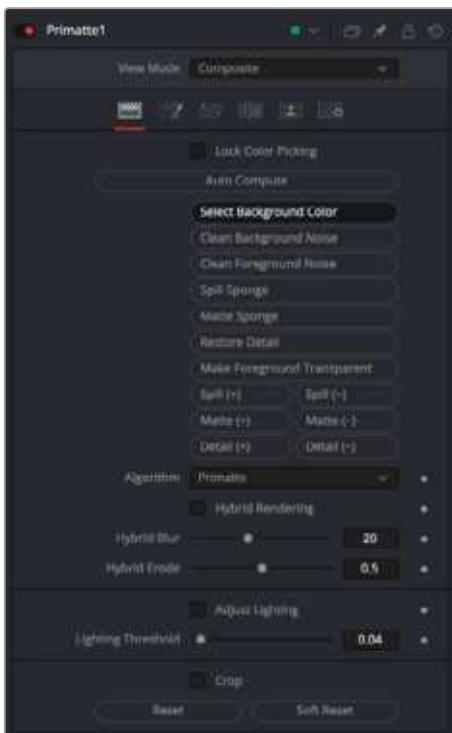 Primatte1
View Mode Composite
Lock Color Picking
Auto Compute
Select Background Color
Clean Background Noise
Clean Foreground Noise
Spill Sponge
Matte Sponge
Restore Detail
Make Foreground Transparent
Spill (+) Spill (-)
Matte (+) Matte (-)
Detail (+) Detail (-)
Algorithm Primatte
Hybrid Rendering
Hybrid Blur 20
Hybrid Erode 0.5
Adjust Lighting
Lighting Threshold 0.04
Crop
Reset Soft Reset